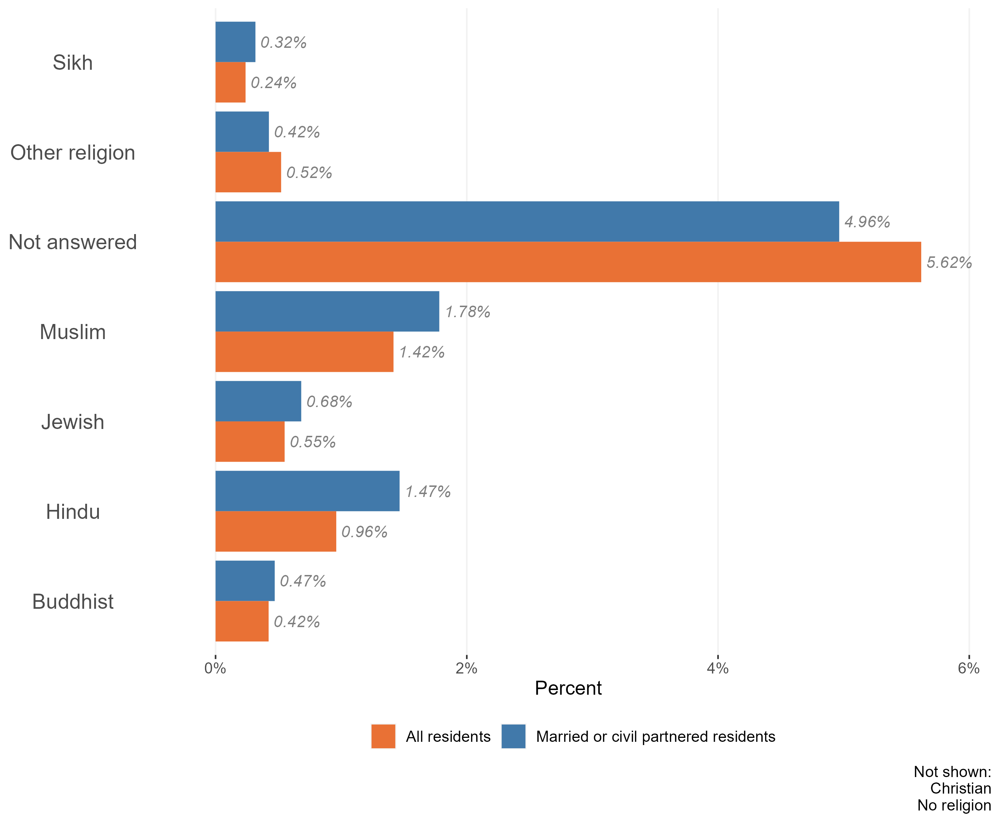 Sikh
0.32%
0.24%
Other religion
0.42%
0.52%
Not answered
4.96%
5.62%
Muslim
1.78%
1.42%
Jewish
0.68%
0.55%
Hindu
1.47%
0.96%
Buddhist
0.47%
0.42%
0% 2% 4% 6%
Percent
All residents Married or civil partnered residents
Not shown:
Christian
No religion